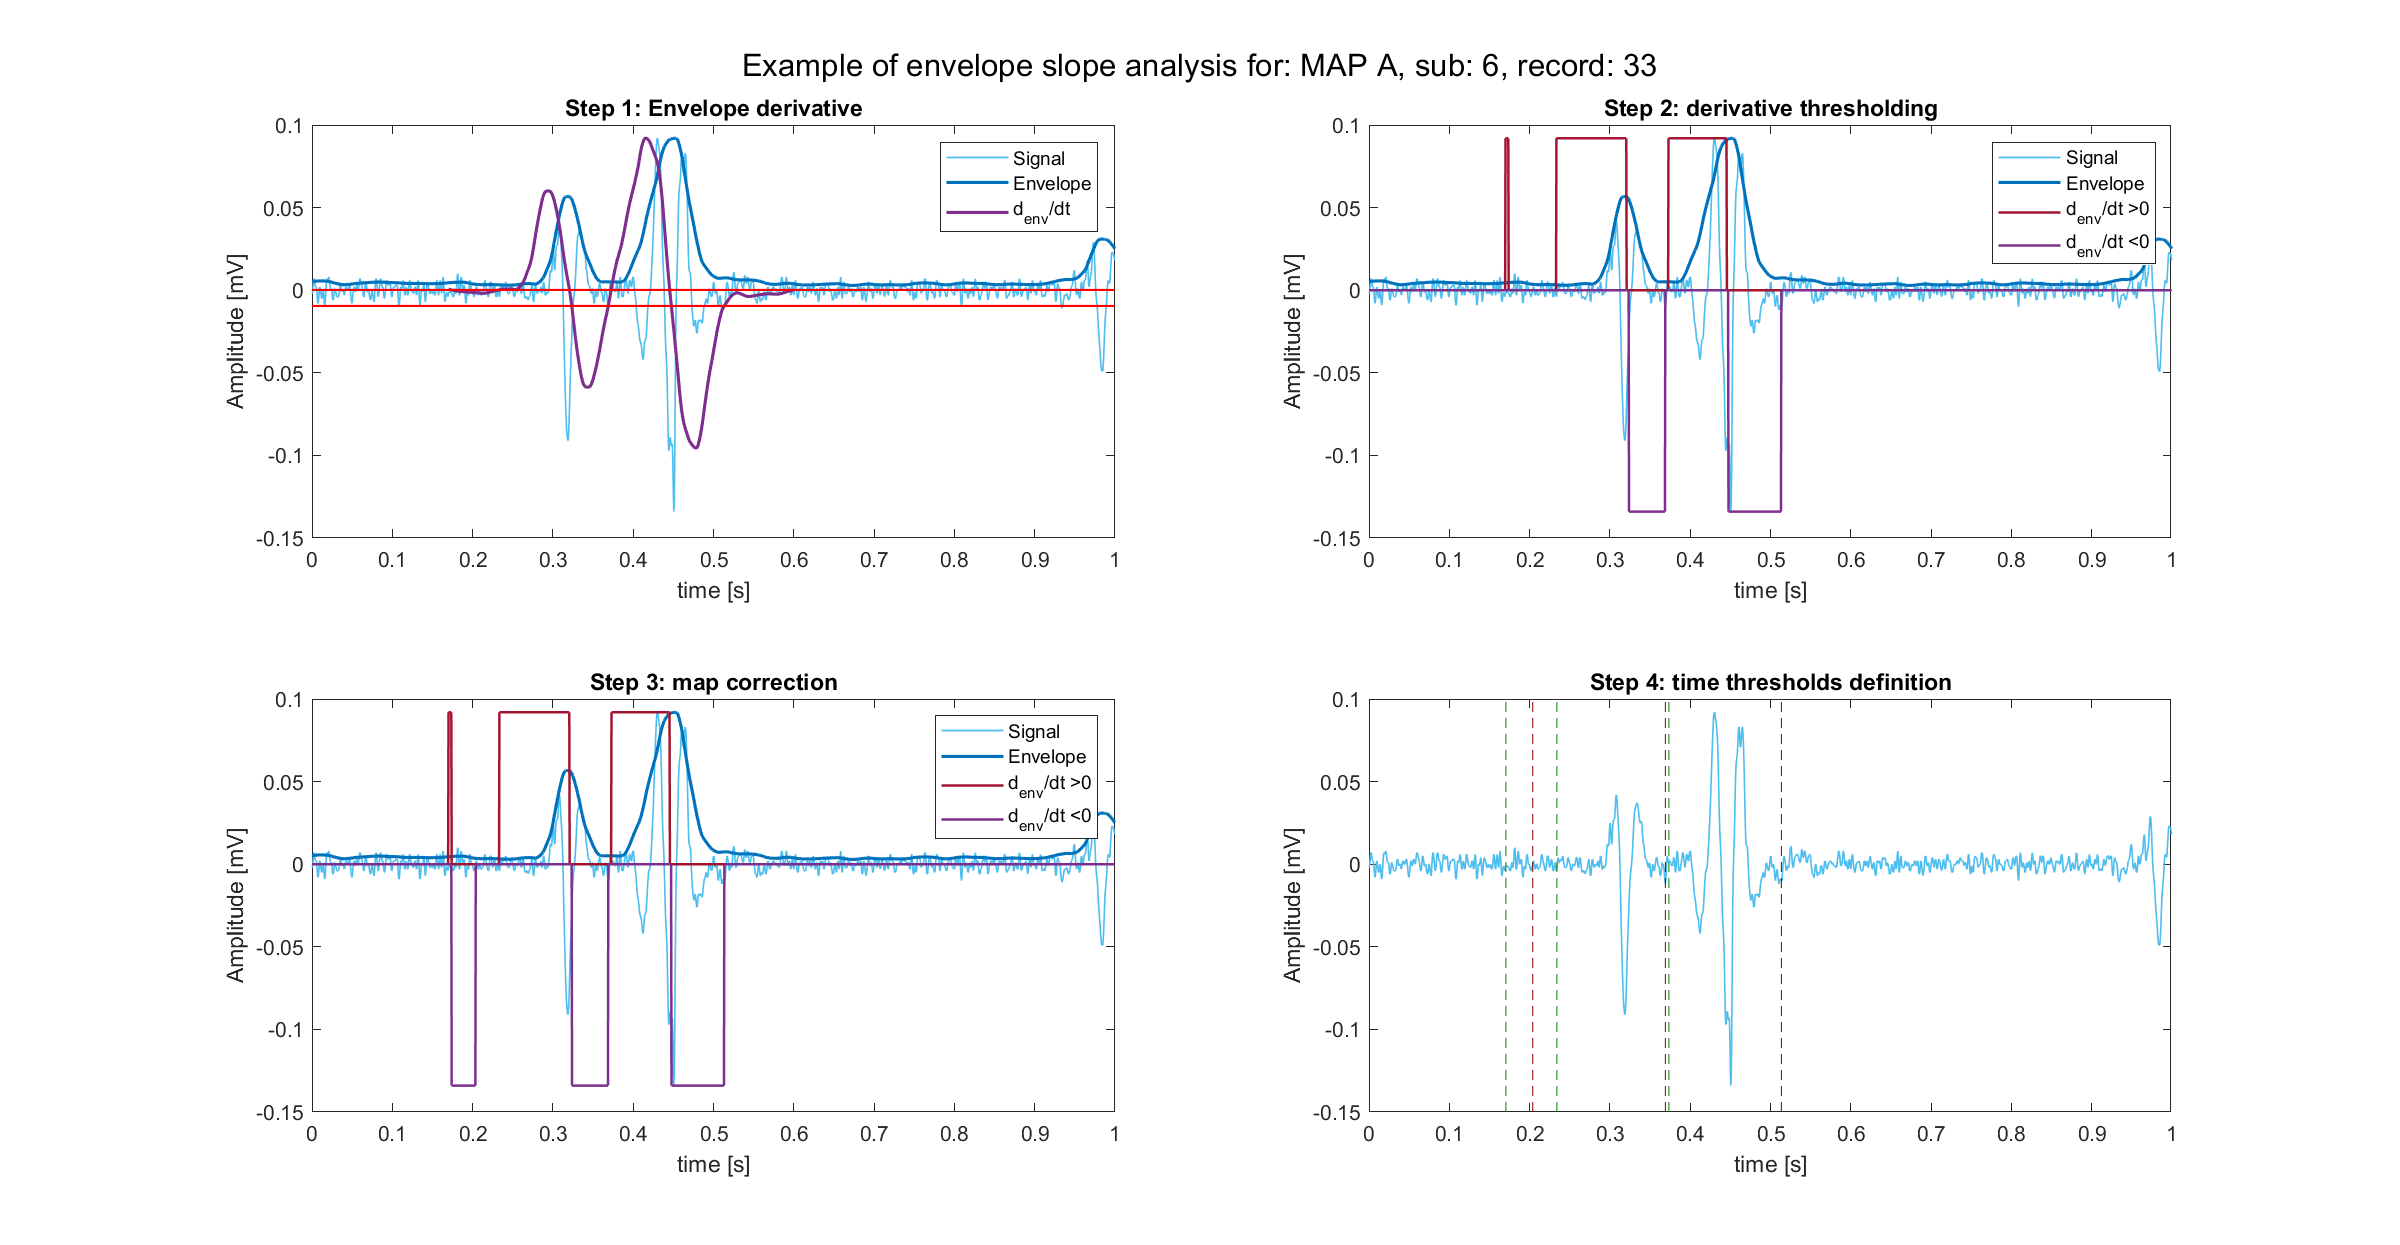 Example of envelope slope analysis for: MAP A, sub: 6, record: 33
Step 1: Envelope derivative
0.1
0.05
0
-0.05
-0.1
-0.15
Amplitude [mV]
0 0.1 0.2 0.3 0.4 0.5 0.6 0.7 0.8 0.9 1
time [s]
Signal
Envelope
d_env/dt
Step 2: derivative thresholding
0.1
0.05
0
-0.05
-0.1
-0.15
Amplitude [mV]
0 0.1 0.2 0.3 0.4 0.5 0.6 0.7 0.8 0.9 1
time [s]
Signal
Envelope
d_env/dt >0
d_env/dt <0
Step 3: map correction
0.1
0.05
0
-0.05
-0.1
-0.15
Amplitude [mV]
0 0.1 0.2 0.3 0.4 0.5 0.6 0.7 0.8 0.9 1
time [s]
Signal
Envelope
d_env/dt >0
d_env/dt <0
Step 4: time thresholds definition
0.1
0.05
0
-0.05
-0.1
-0.15
Amplitude [mV]
0 0.1 0.2 0.3 0.4 0.5 0.6 0.7 0.8 0.9 1
time [s]